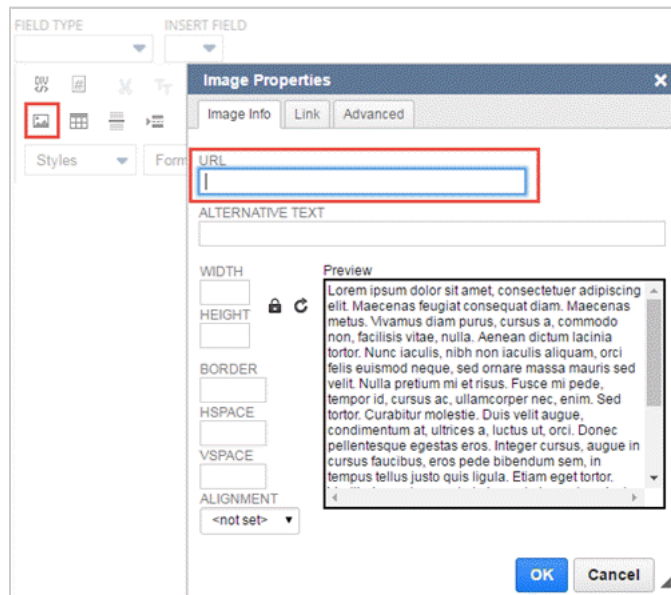 FIELD TYPE INSERT FIELD
Image Properties
Image Info Link Advanced
Styles Form
URL
ALTERNATIVE TEXT
WIDTH
HEIGHT
BORDER
HSPACE
VSPACE
ALIGNMENT
<not set>
Preview
Lorem ipsum dolor sit amet, consectetuer adipiscing
elit. Maecenas feugiat consequat diam. Maecenas
metus. Vivamus diam purus, cursus a, commodo
non, facilisis vitae, nulla. Aenean dictum lacinia
tortor. Nunc iaculis, nibh non iaculis aliquam, orci
felis euismod neque, sed ornare massa mauris sed
velit. Nulla pretium mi et risus. Fusce mi pede,
tempor id, cursus ac, ullamcorper nec, enim. Sed
tortor. Curabitur molestie. Duis velit augue,
condimentum at, ultrices a, luctus ut, orci. Donec
pellentesque egestas eros. Integer cursus, augue in
cursus faucibus, eros pede bibendum sem, in
tempus tellus justo quis ligula. Etiam eget tortor.
OK Cancel